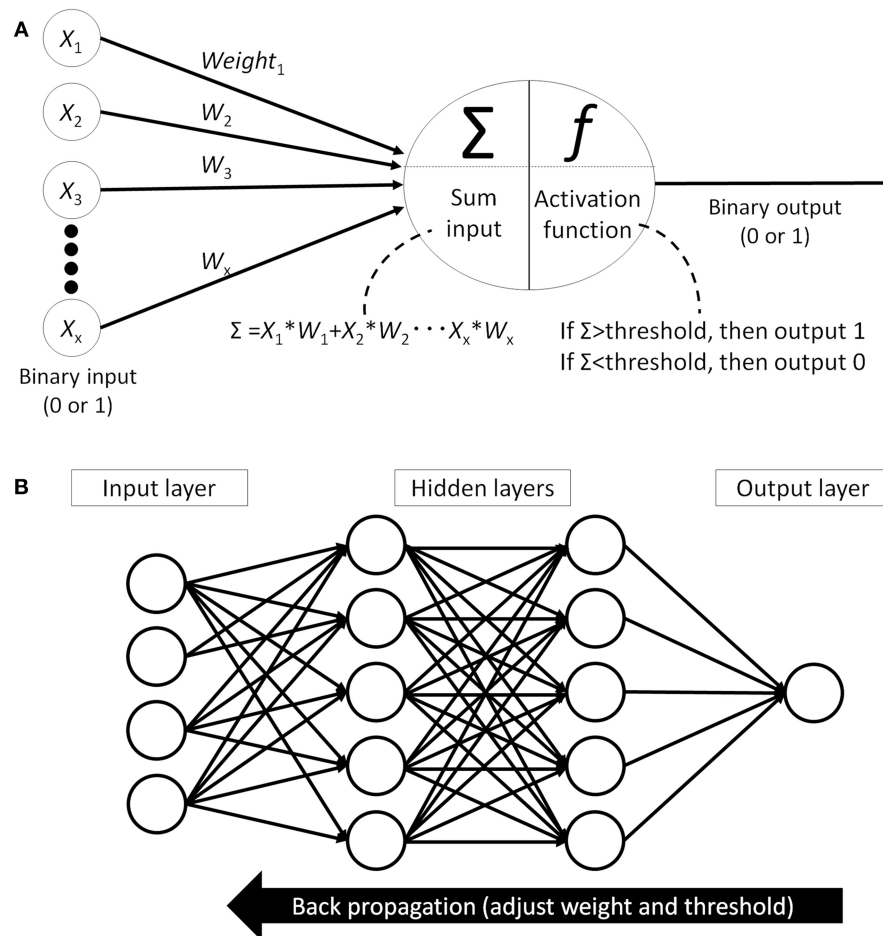 A
X1
X2
X3
Xx
Binary input
(0 or 1)
Weight1
W2
W3
Wx
Σ
f
Sum
input
Activation
function
Binary output
(0 or 1)
Σ =X1*W1+X2*W2 ··· Xx*Wx
If Σ>threshold, then output 1
If Σ<threshold, then output 0
B
Input layer
Hidden layers
Output layer
Back propagation (adjust weight and threshold)